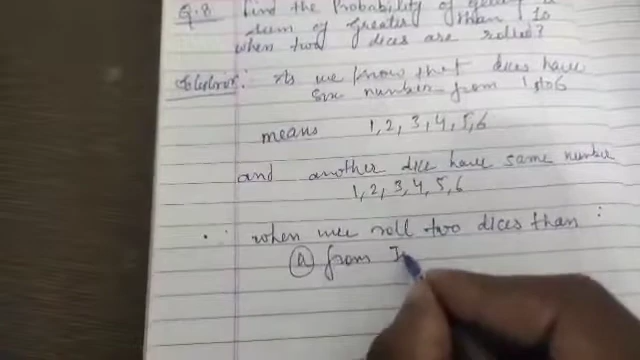 Q.8 Find the Probability of getting a
sum of greater than 10
when two dices are rolled?
Solution: As we know that dices have
six number from 1 to 6
means 1, 2, 3, 4, 5, 6
and another dice have same number
1, 2, 3, 4, 5, 6
∴ when wee roll two dices than :
(a) from I